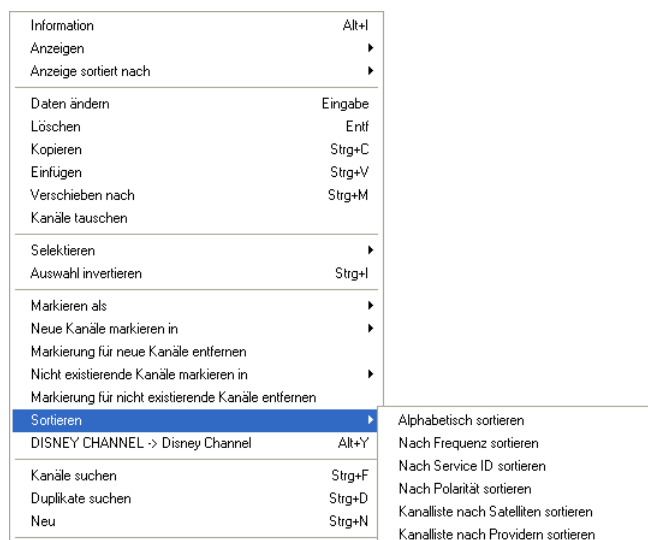 Information Alt+I
Anzeigen
Anzeige sortiert nach
Daten ändern Eingabe
Löschen Entf
Kopieren Strg+C
Einfügen Strg+V
Verschieben nach Strg+M
Kanäle tauschen
Selektieren
Auswahl invertieren Strg+I
Markieren als
Neue Kanäle markieren in
Markierung für neue Kanäle entfernen
Nicht existierende Kanäle markieren in
Markierung für nicht existierende Kanäle entfernen
Sortieren
DISNEY CHANNEL -> Disney Channel Alt+Y
Kanäle suchen Strg+F
Duplikate suchen Strg+D
Neu Strg+N
Alphabetisch sortieren
Nach Frequenz sortieren
Nach Service ID sortieren
Nach Polarität sortieren
Kanalliste nach Satelliten sortieren
Kanalliste nach Providern sortieren